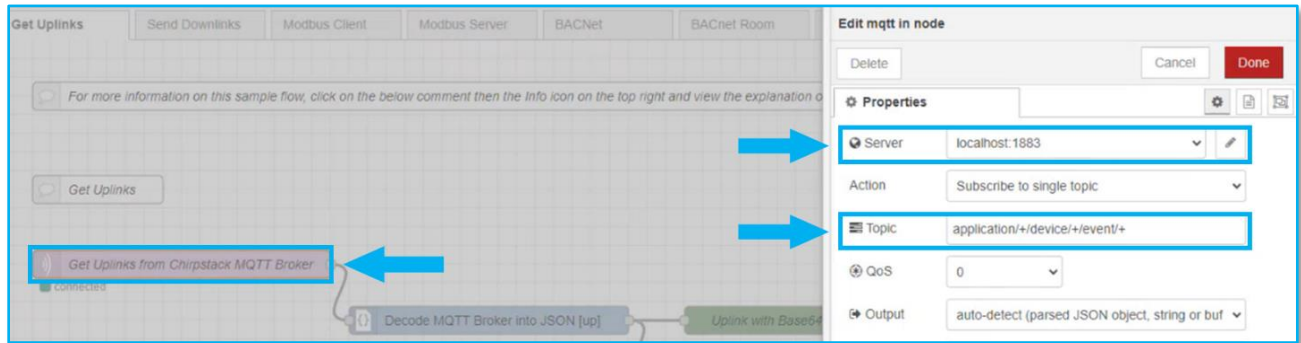 Get Uplinks
Send Downlinks
Modbus Client
Modbus Server
BACNet
BACnet Room
For more information on this sample flow, click on the below comment then the Info icon on the top right and view the explanation o
Get Uplinks
Get Uplinks from Chirpstack MQTT Broker
connected
Decode MQTT Broker into JSON [up]
Uplink with Base64
Edit mqtt in node
Delete
Cancel
Done
Properties
Server
localhost:1883
Action
Subscribe to single topic
Topic
application/+/device/+/event/+
QoS
0
Output
auto-detect (parsed JSON object, string or buf